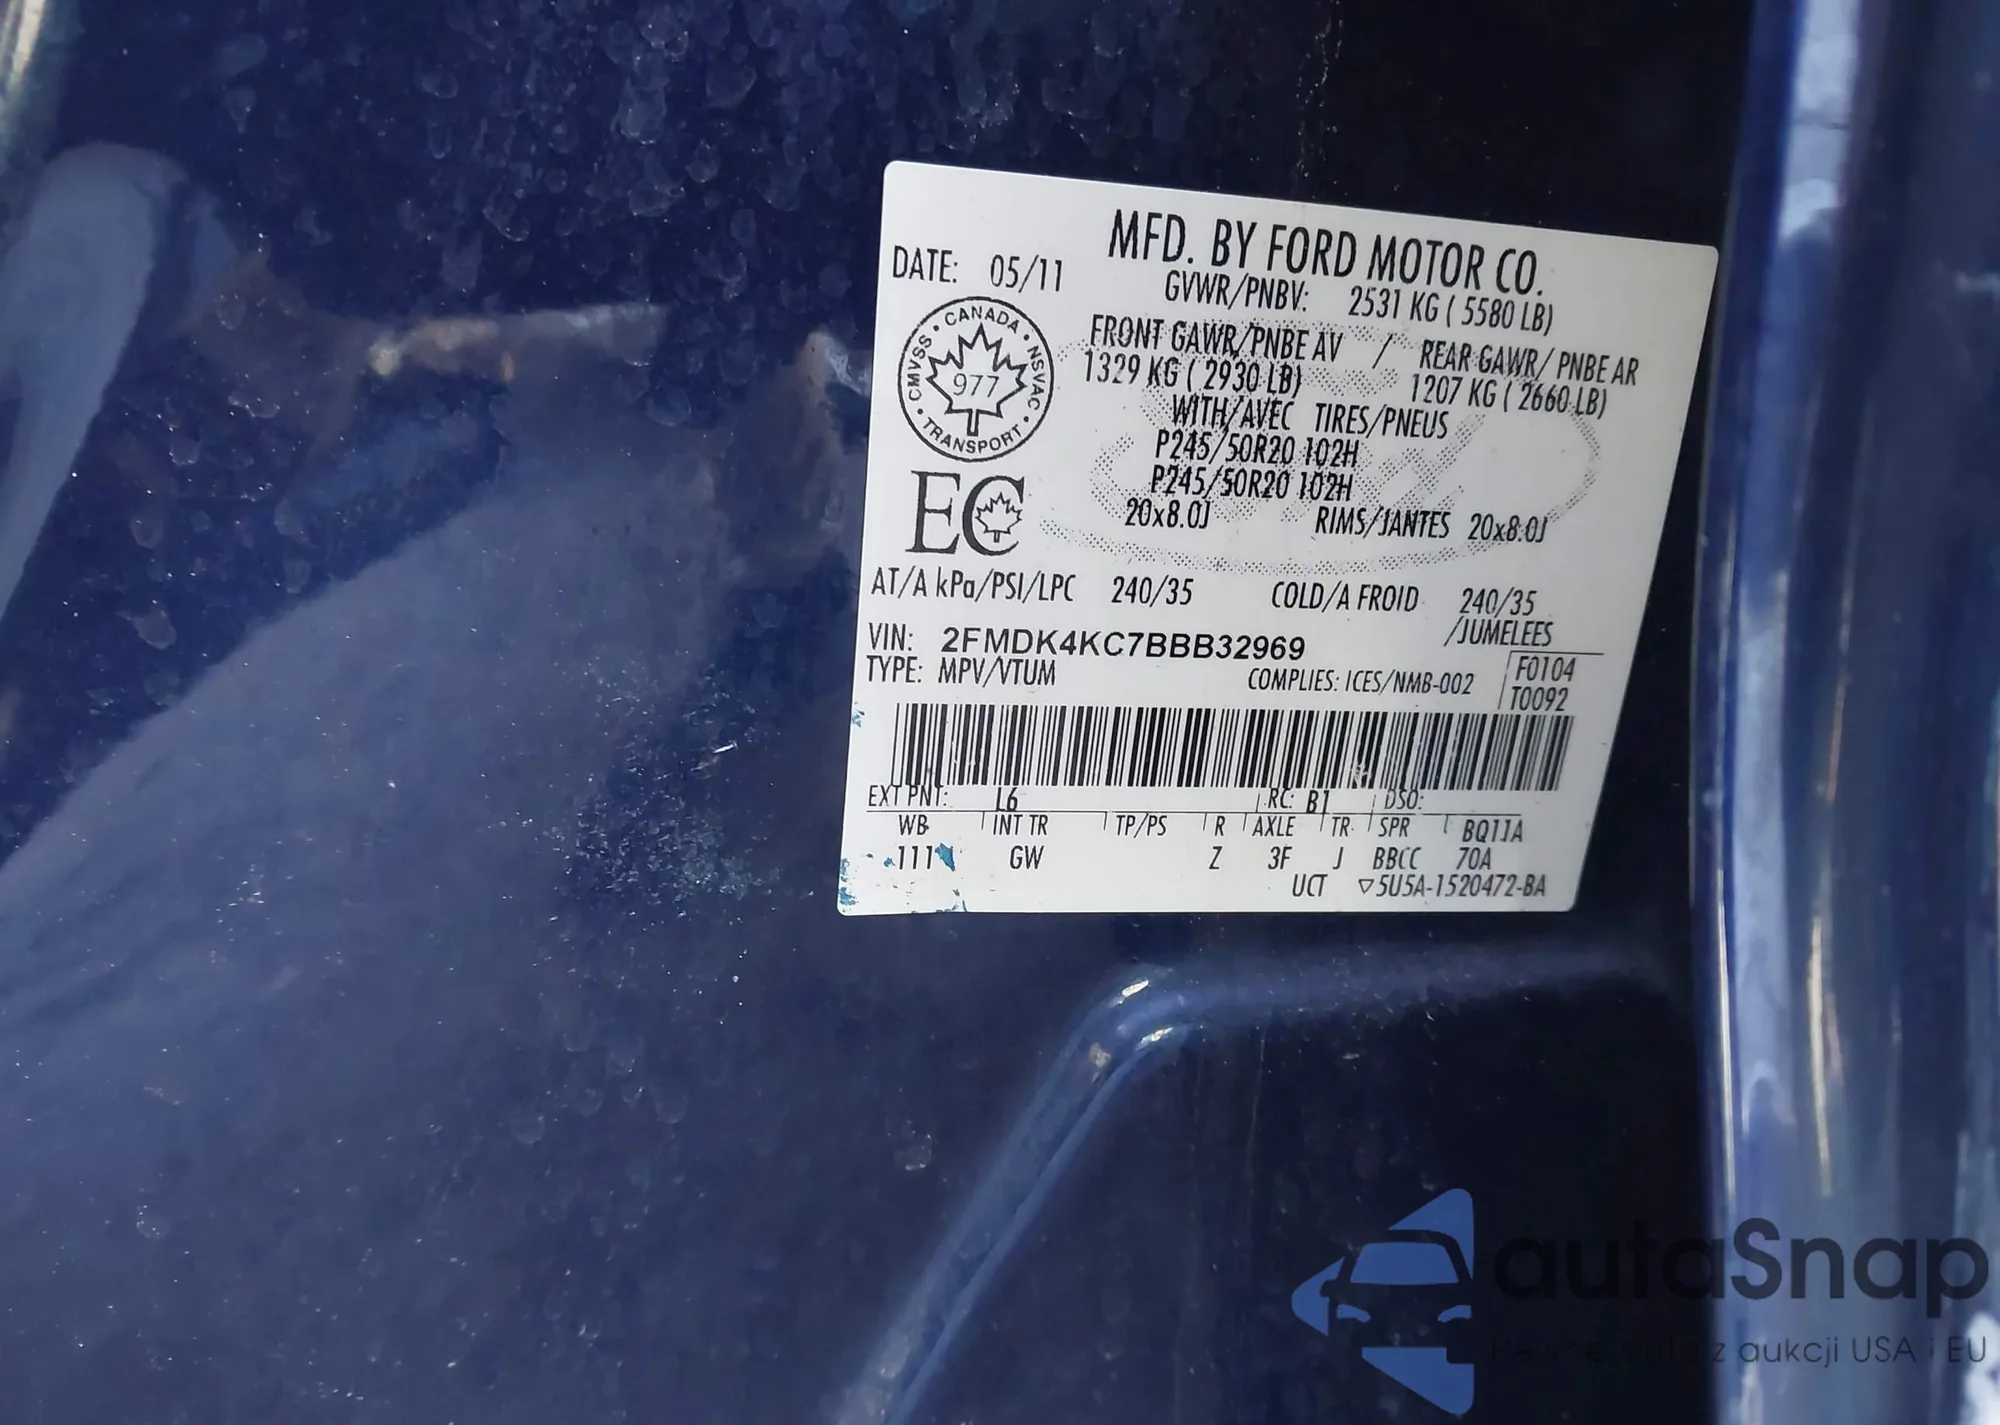 MFD. BY FORD MOTOR CO.
DATE: 05/11
GVWR/PNBV: 2531 KG ( 5580 LB)
FRONT GAWR/PNBE AV / REAR GAWR/ PNBE AR
1329 KG ( 2930 LB) 1207 KG ( 2660 LB)
WITH/AVEC TIRES/PNEUS
P245/50R20 102H
P245/50R20 102H
20x8.0J RIMS/JANTES 20x8.0J
CANADA · NSVAC · TRANSPORT · CMVSS ·
977
EC
AT/A kPa/PSI/LPC 240/35 COLD/A FROID 240/35
/JUMELEES
VIN: 2FMDK4KC7BBB32969
TYPE: MPV/VTUM COMPLIES: ICES/NMB-002
F0104
T0092
EXT PNT: L6 RC: B1 DSO:
WB INT TR TP/PS R AXLE TR SPR BQ11A
111 GW Z 3F J BBCC 70A
UCT ▽5U5A-1520472-BA
autaSnap
z aukcji USA i EU